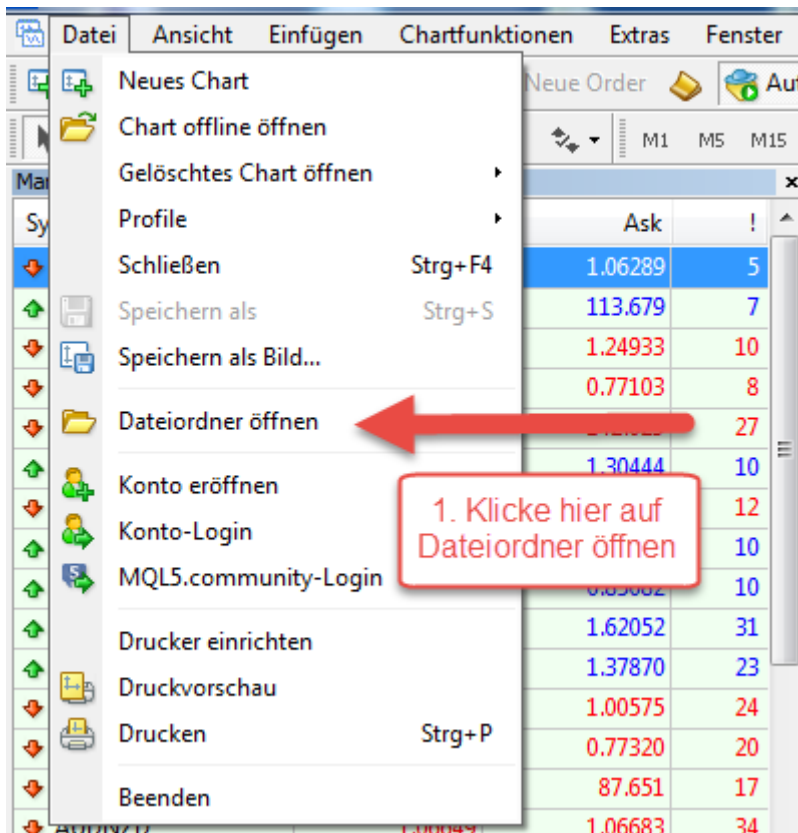 Datei Ansicht Einfügen Chartfunktionen Extras Fenster
Neues Chart
Neue Order
Chart offline öffnen
M1 M5 M15
Gelöschtes Chart öffnen
Profile
Ask !
Schließen Strg+F4
1.06289 5
Speichern als Strg+S
113.679 7
Speichern als Bild...
1.24933 10
0.77103 8
Dateiordner öffnen
27
1.30444 10
Konto eröffnen
1. Klicke hier auf
Dateiordner öffnen
12
Konto-Login
10
MQL5.community-Login
10
1.62052 31
Drucker einrichten
1.37870 23
Druckvorschau
1.00575 24
Drucken Strg+P
0.77320 20
87.651 17
Beenden
1.06683 34